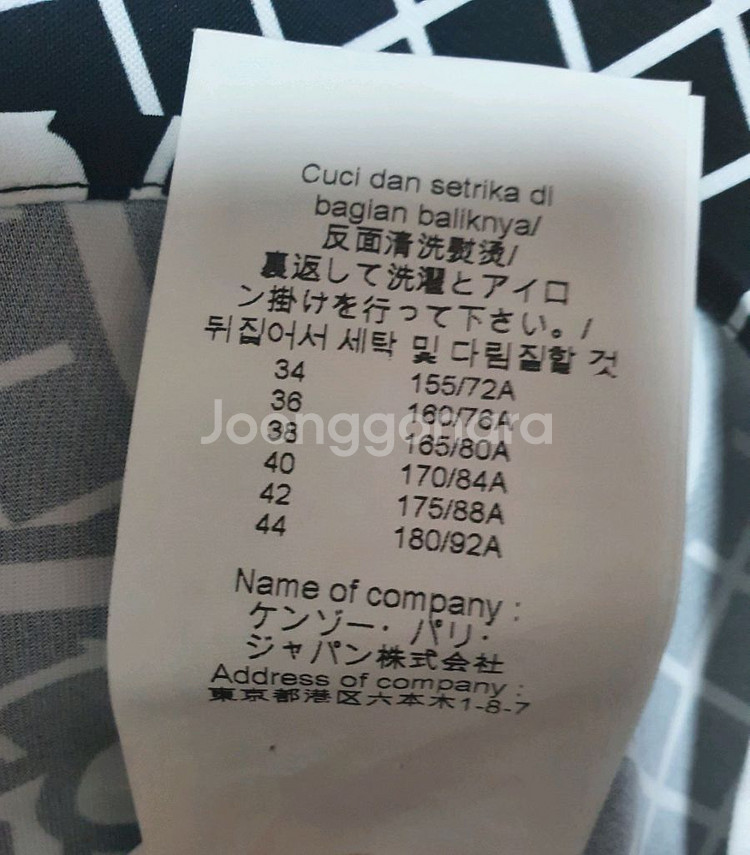 Cuci dan setrika di
bagian baliknya/
反面清洗熨烫/
裏返して洗濯とアイロ
ン掛けを行って下さい。/
뒤집어서 세탁 및 다림질할 것
34 155/72A
36 160/76A
Joonggonara
38 165/80A
40 170/84A
42 175/88A
44 180/92A
Name of company :
ケンゾー・パリ・
ジャパン株式会社
Address of company :
東京都港区六本木1-8-7